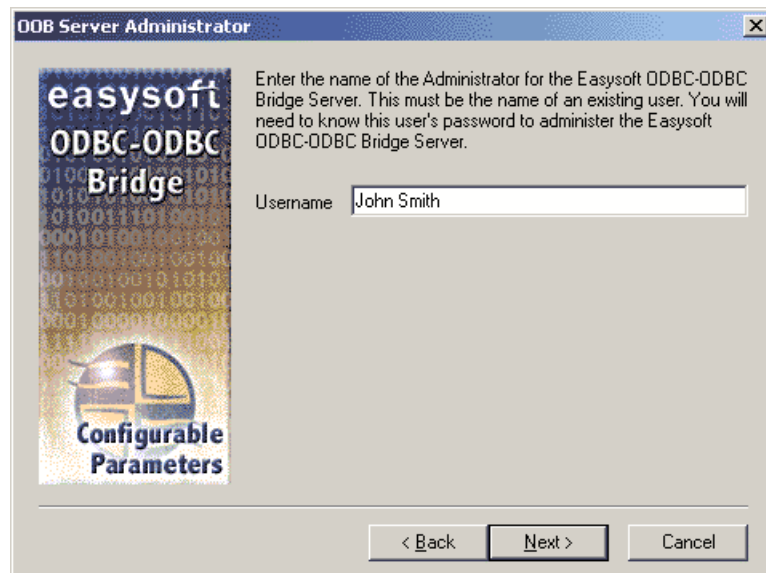 OOB Server Administrator
easysoft
ODBC-ODBC
Bridge
Configurable
Parameters
Enter the name of the Administrator for the Easysoft ODBC-ODBC
Bridge Server. This must be the name of an existing user. You will
need to know this user's password to administer the Easysoft
ODBC-ODBC Bridge Server.
Username John Smith
< Back Next > Cancel